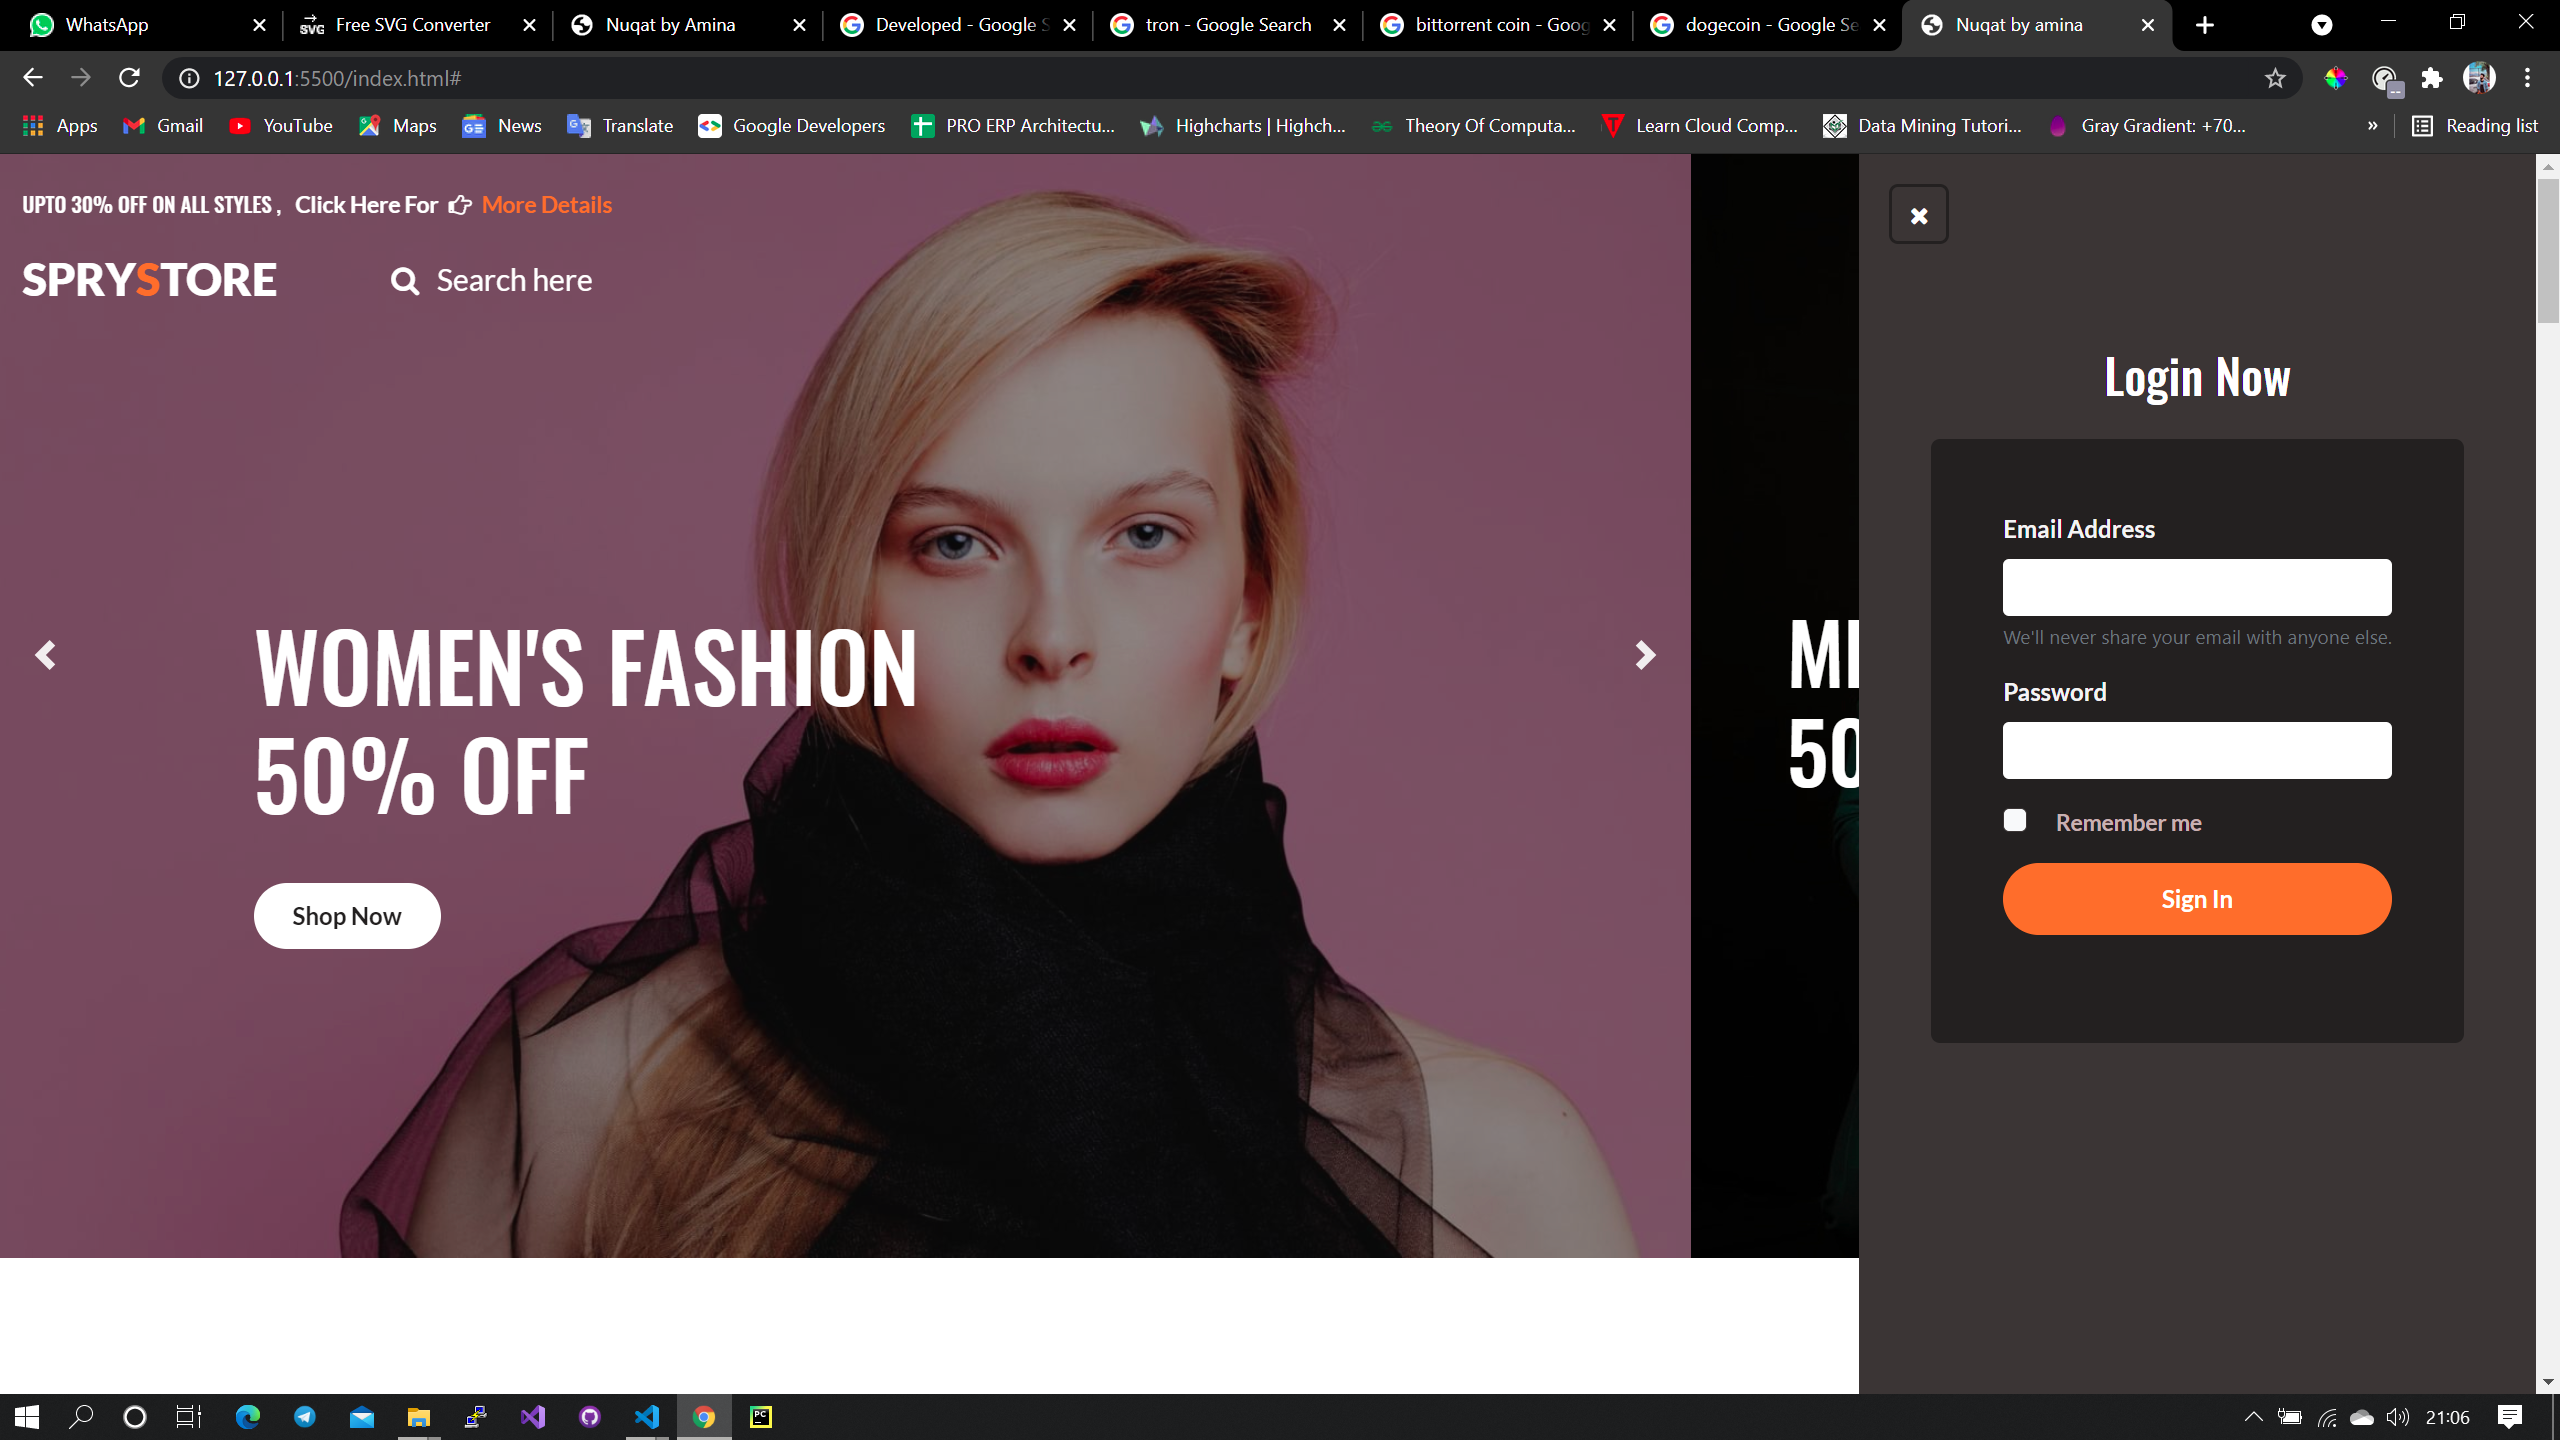 WhatsApp
Free SVG Converter
Nuqat by Amina
Developed - Google S
tron - Google Search
bittorrent coin - Goog
dogecoin - Google Se
Nuqat by amina
127.0.0.1:5500/index.html#
Apps
Gmail
YouTube
Maps
News
Translate
Google Developers
PRO ERP Architectu...
Highcharts | Highch...
Theory Of Computa...
Learn Cloud Comp...
Data Mining Tutori...
Gray Gradient: +70...
»
Reading list
UPTO 30% OFF ON ALL STYLES , Click Here For More Details
SPRYSTORE
Search here
WOMEN'S FASHION
50% OFF
Shop Now
50
Login Now
Email Address
We'll never share your email with anyone else.
Password
Remember me
Sign In
21:06